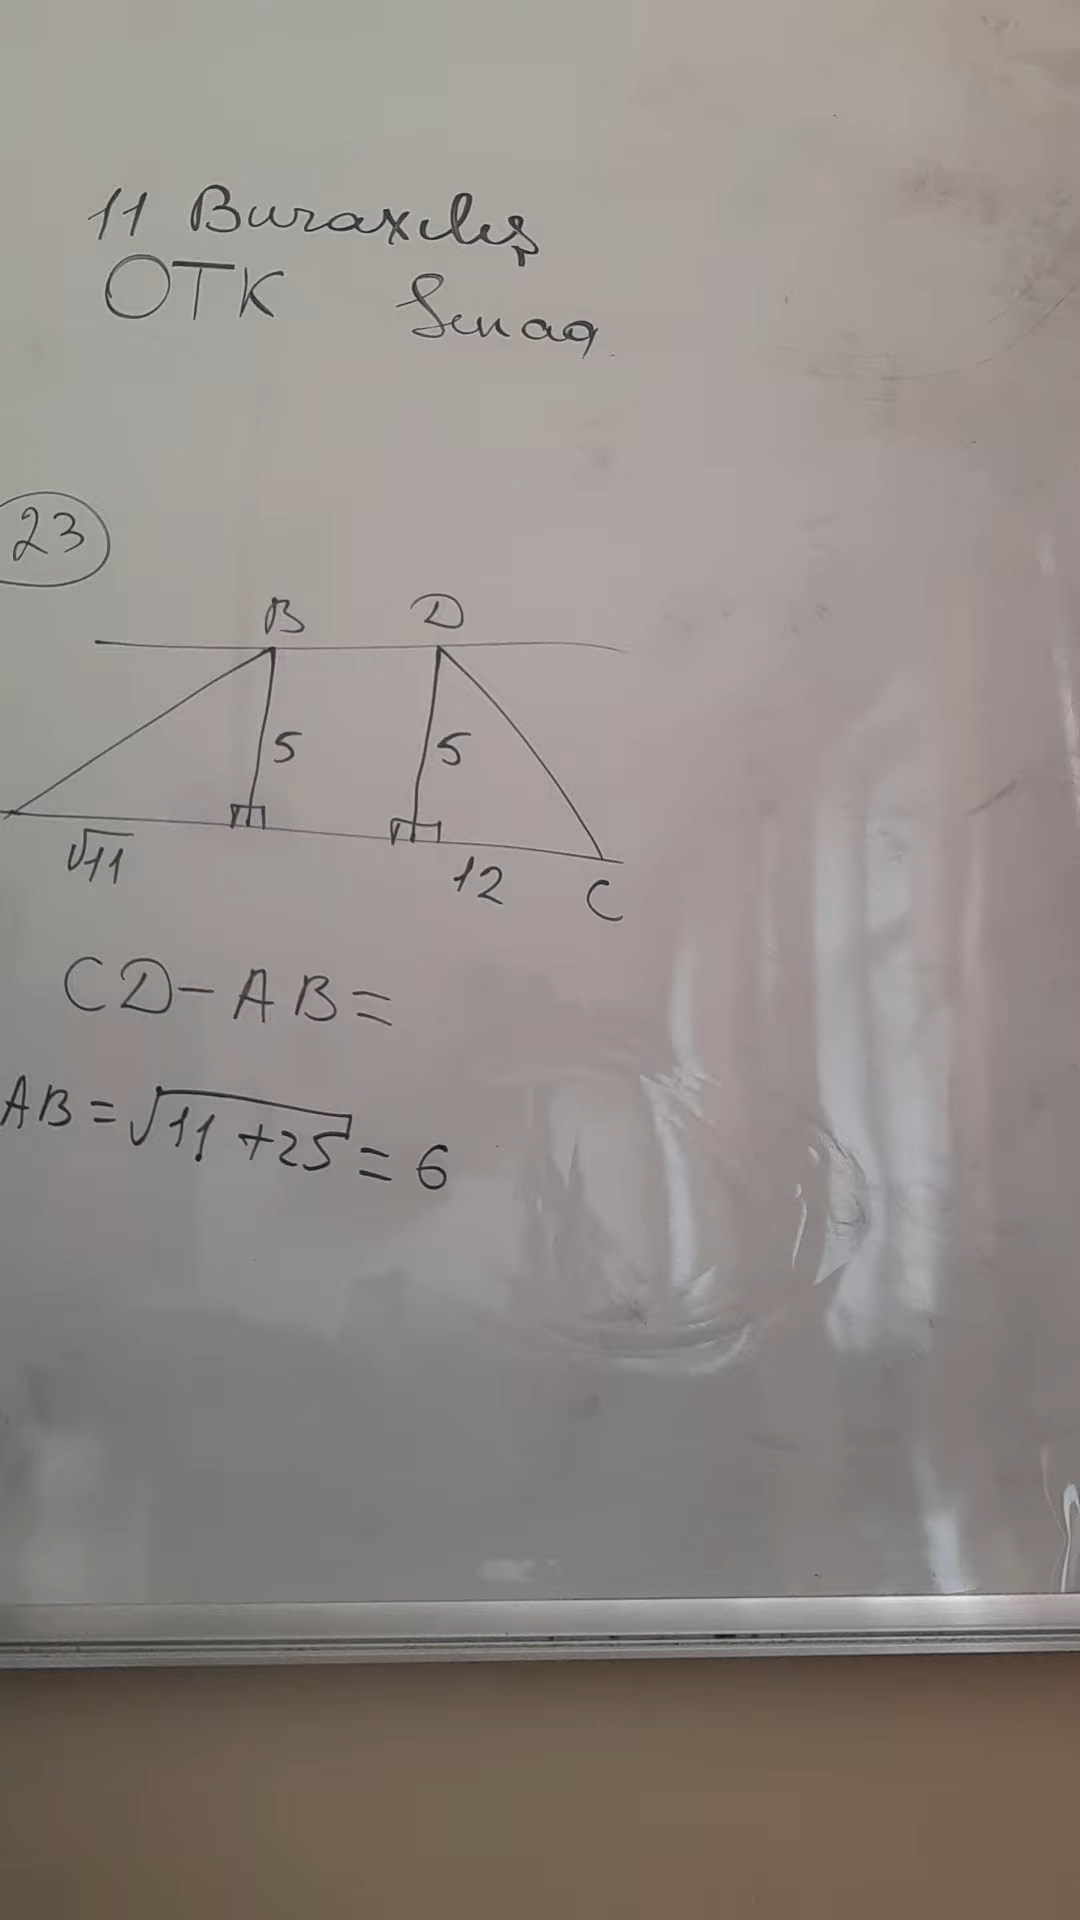 11 Buraxılış
OTK Sınaq
23
B D
5 5
√11 12 C
CD-AB=
AB=√11+25=6